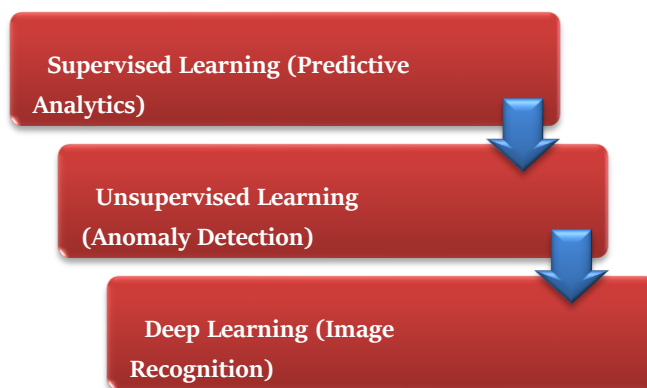 Supervised Learning (Predictive
Analytics)
Unsupervised Learning
(Anomaly Detection)
Deep Learning (Image
Recognition)